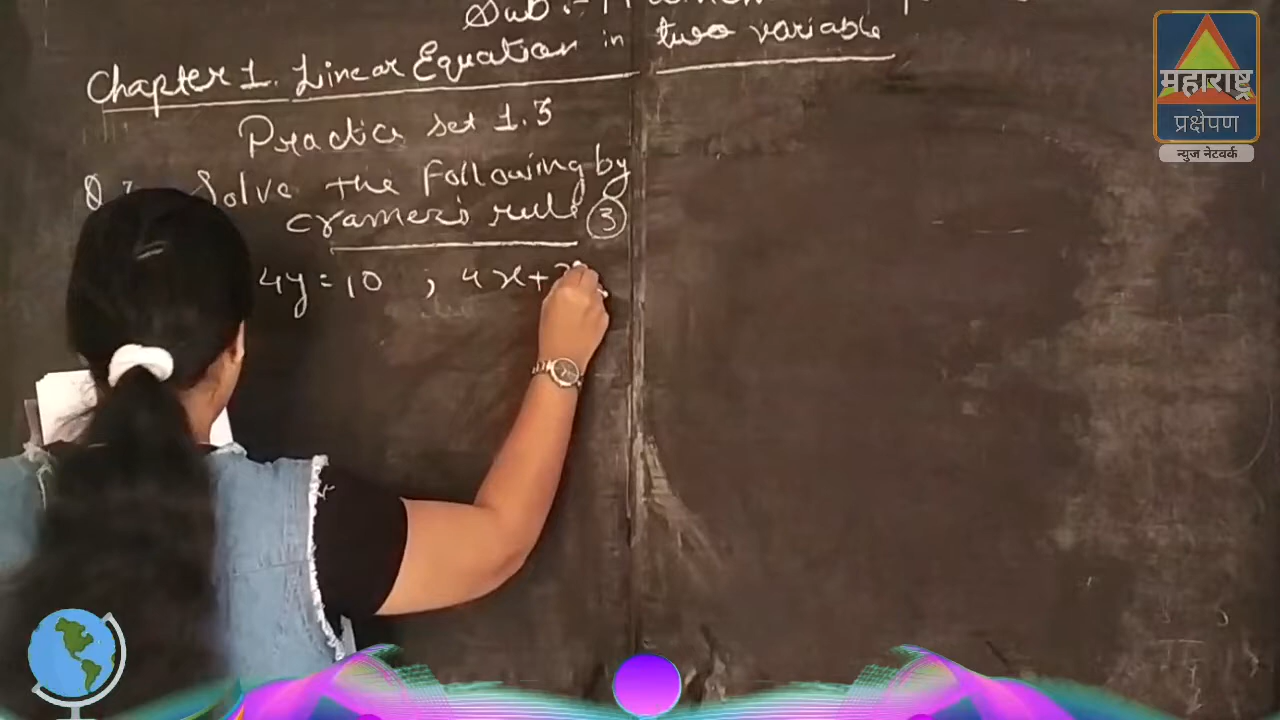 Sub :-
Chapter 1. Linear Equation in two variable
Practice set 1.3
Solve the Following by
cramer's rule 3
4y = 10 ; 4x +
महाराष्ट्र
प्रक्षेपण
न्युज नेटवर्क